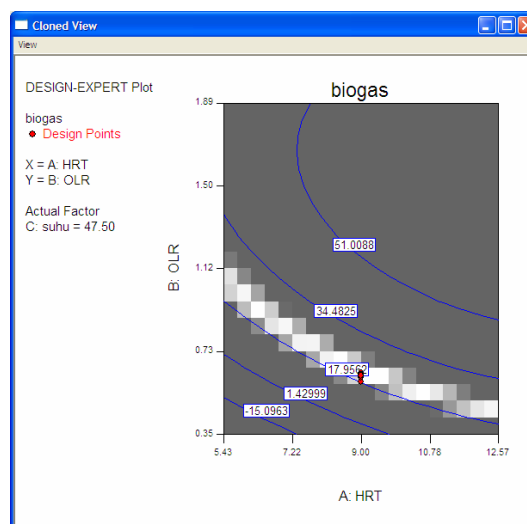 Cloned View
View
DESIGN-EXPERT Plot
biogas
Design Points
X = A: HRT
Y = B: OLR
Actual Factor
C: suhu = 47.50
biogas
B: OLR
1.89
1.50
1.12
0.73
0.35
51.0088
34.4825
17.9562
1.42999
-15.0963
5.43
7.22
9.00
10.78
12.57
A: HRT